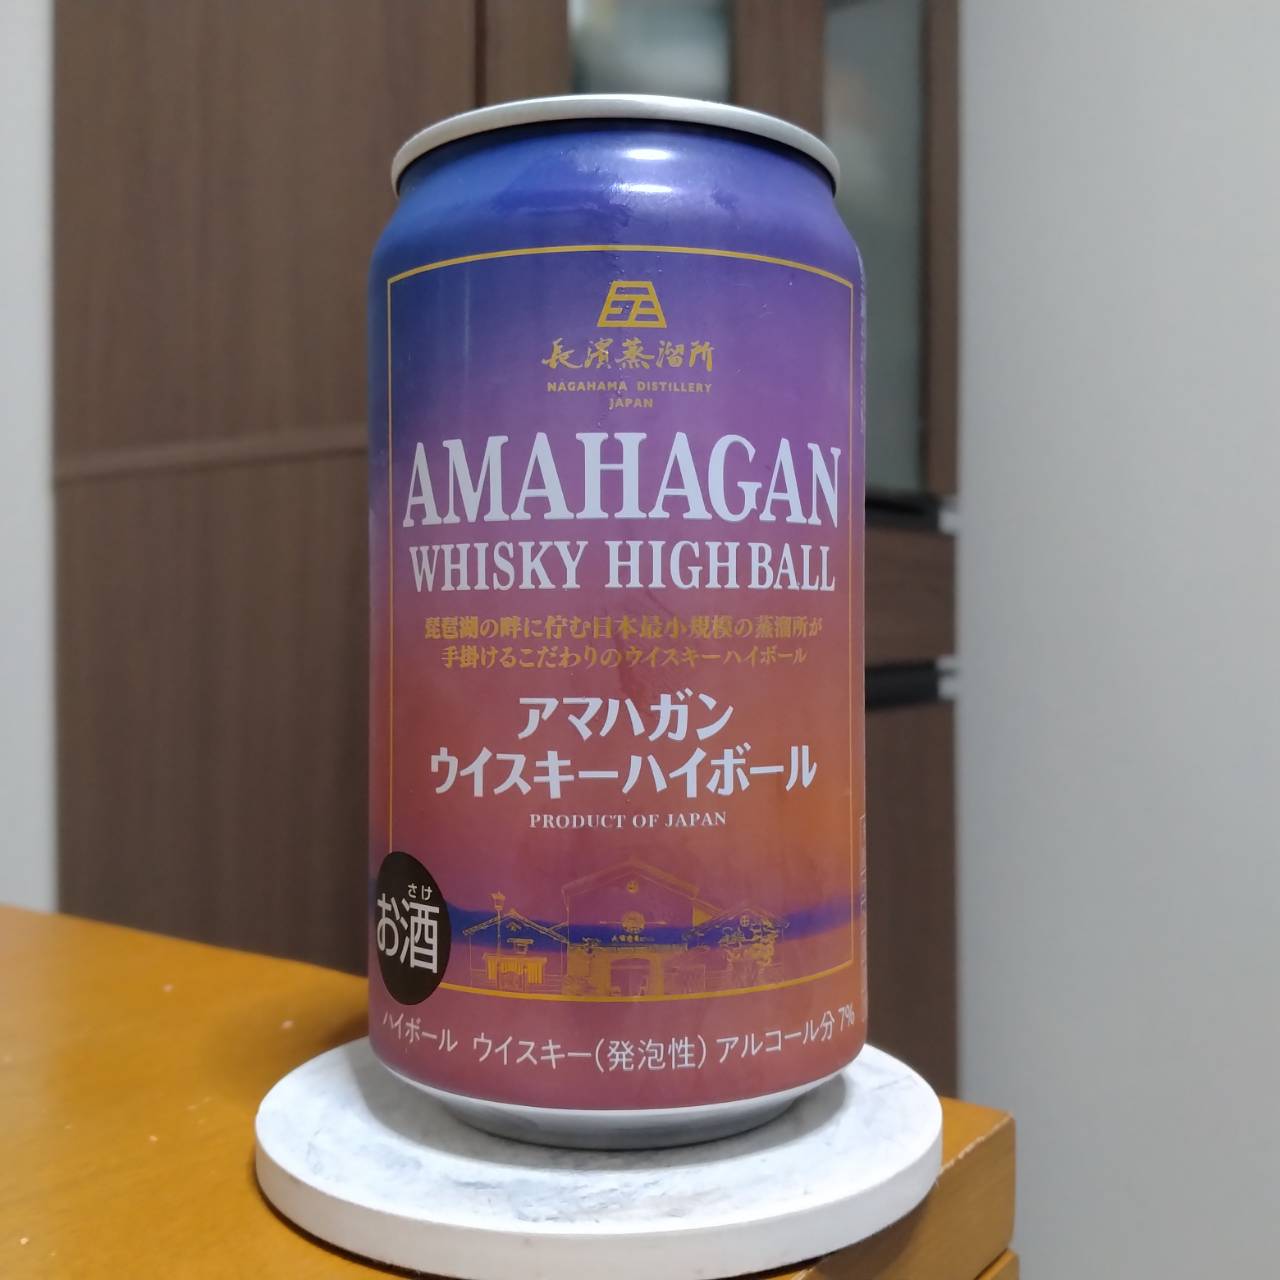 長濱蒸溜所
NAGAHAMA DISTILLERY
JAPAN
AMAHAGAN
WHISKY HIGHBALL
琵琶湖の畔に佇む日本最小規模の蒸溜所が
手掛けるこだわりのウイスキーハイボール
アマハガン
ウイスキーハイボール
PRODUCT OF JAPAN
さけ
お酒
ハイボール ウイスキー(発泡性) アルコール分 7%